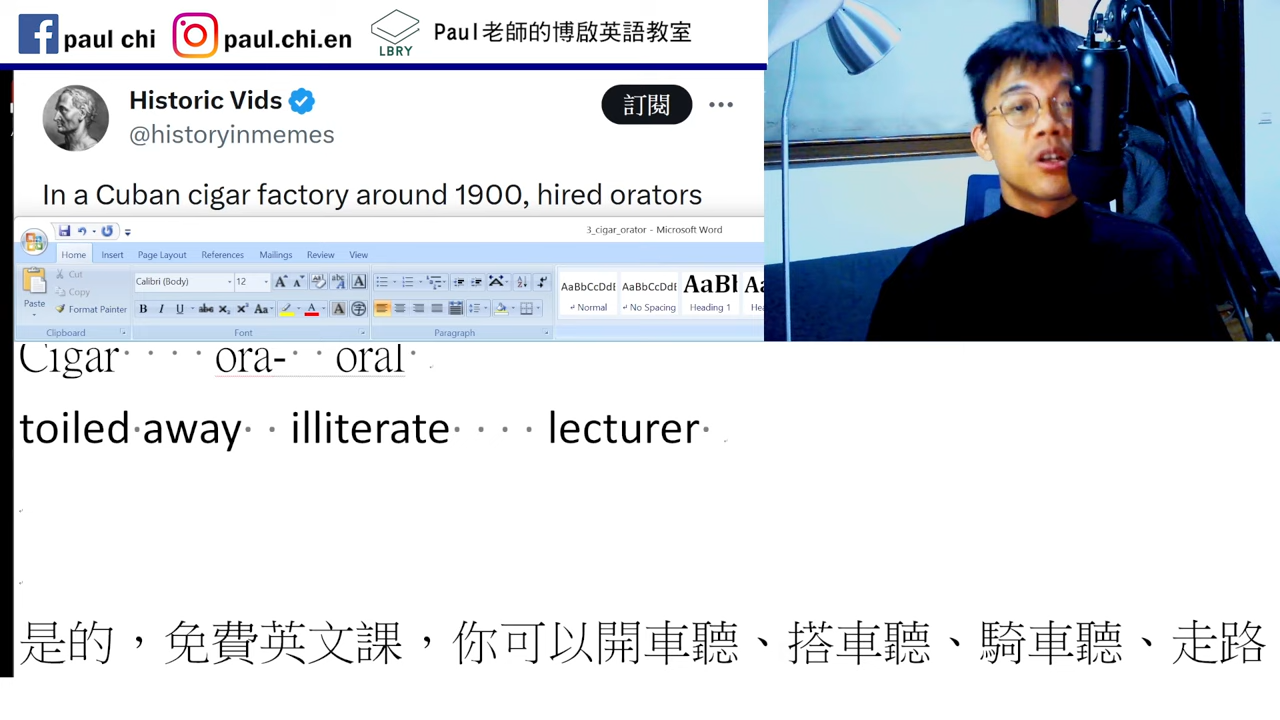 paul chi
paul.chi.en
LBRY
Paul老師的博啟英語教室
Historic Vids
訂閱
@historyinmemes
In a Cuban cigar factory around 1900, hired orators
3_cigar_orator - Microsoft Word
Home Insert Page Layout References Mailings Review View
Paste
Cut
Copy
Format Painter
Calibri (Body) 12
AaBbCcDdE AaBbCcDdE AaBb
Normal No Spacing Heading 1
Clipboard Font Paragraph
Cigar ora- oral
toiled away illiterate lecturer
是的，免費英文課，你可以開車聽、搭車聽、騎車聽、走路